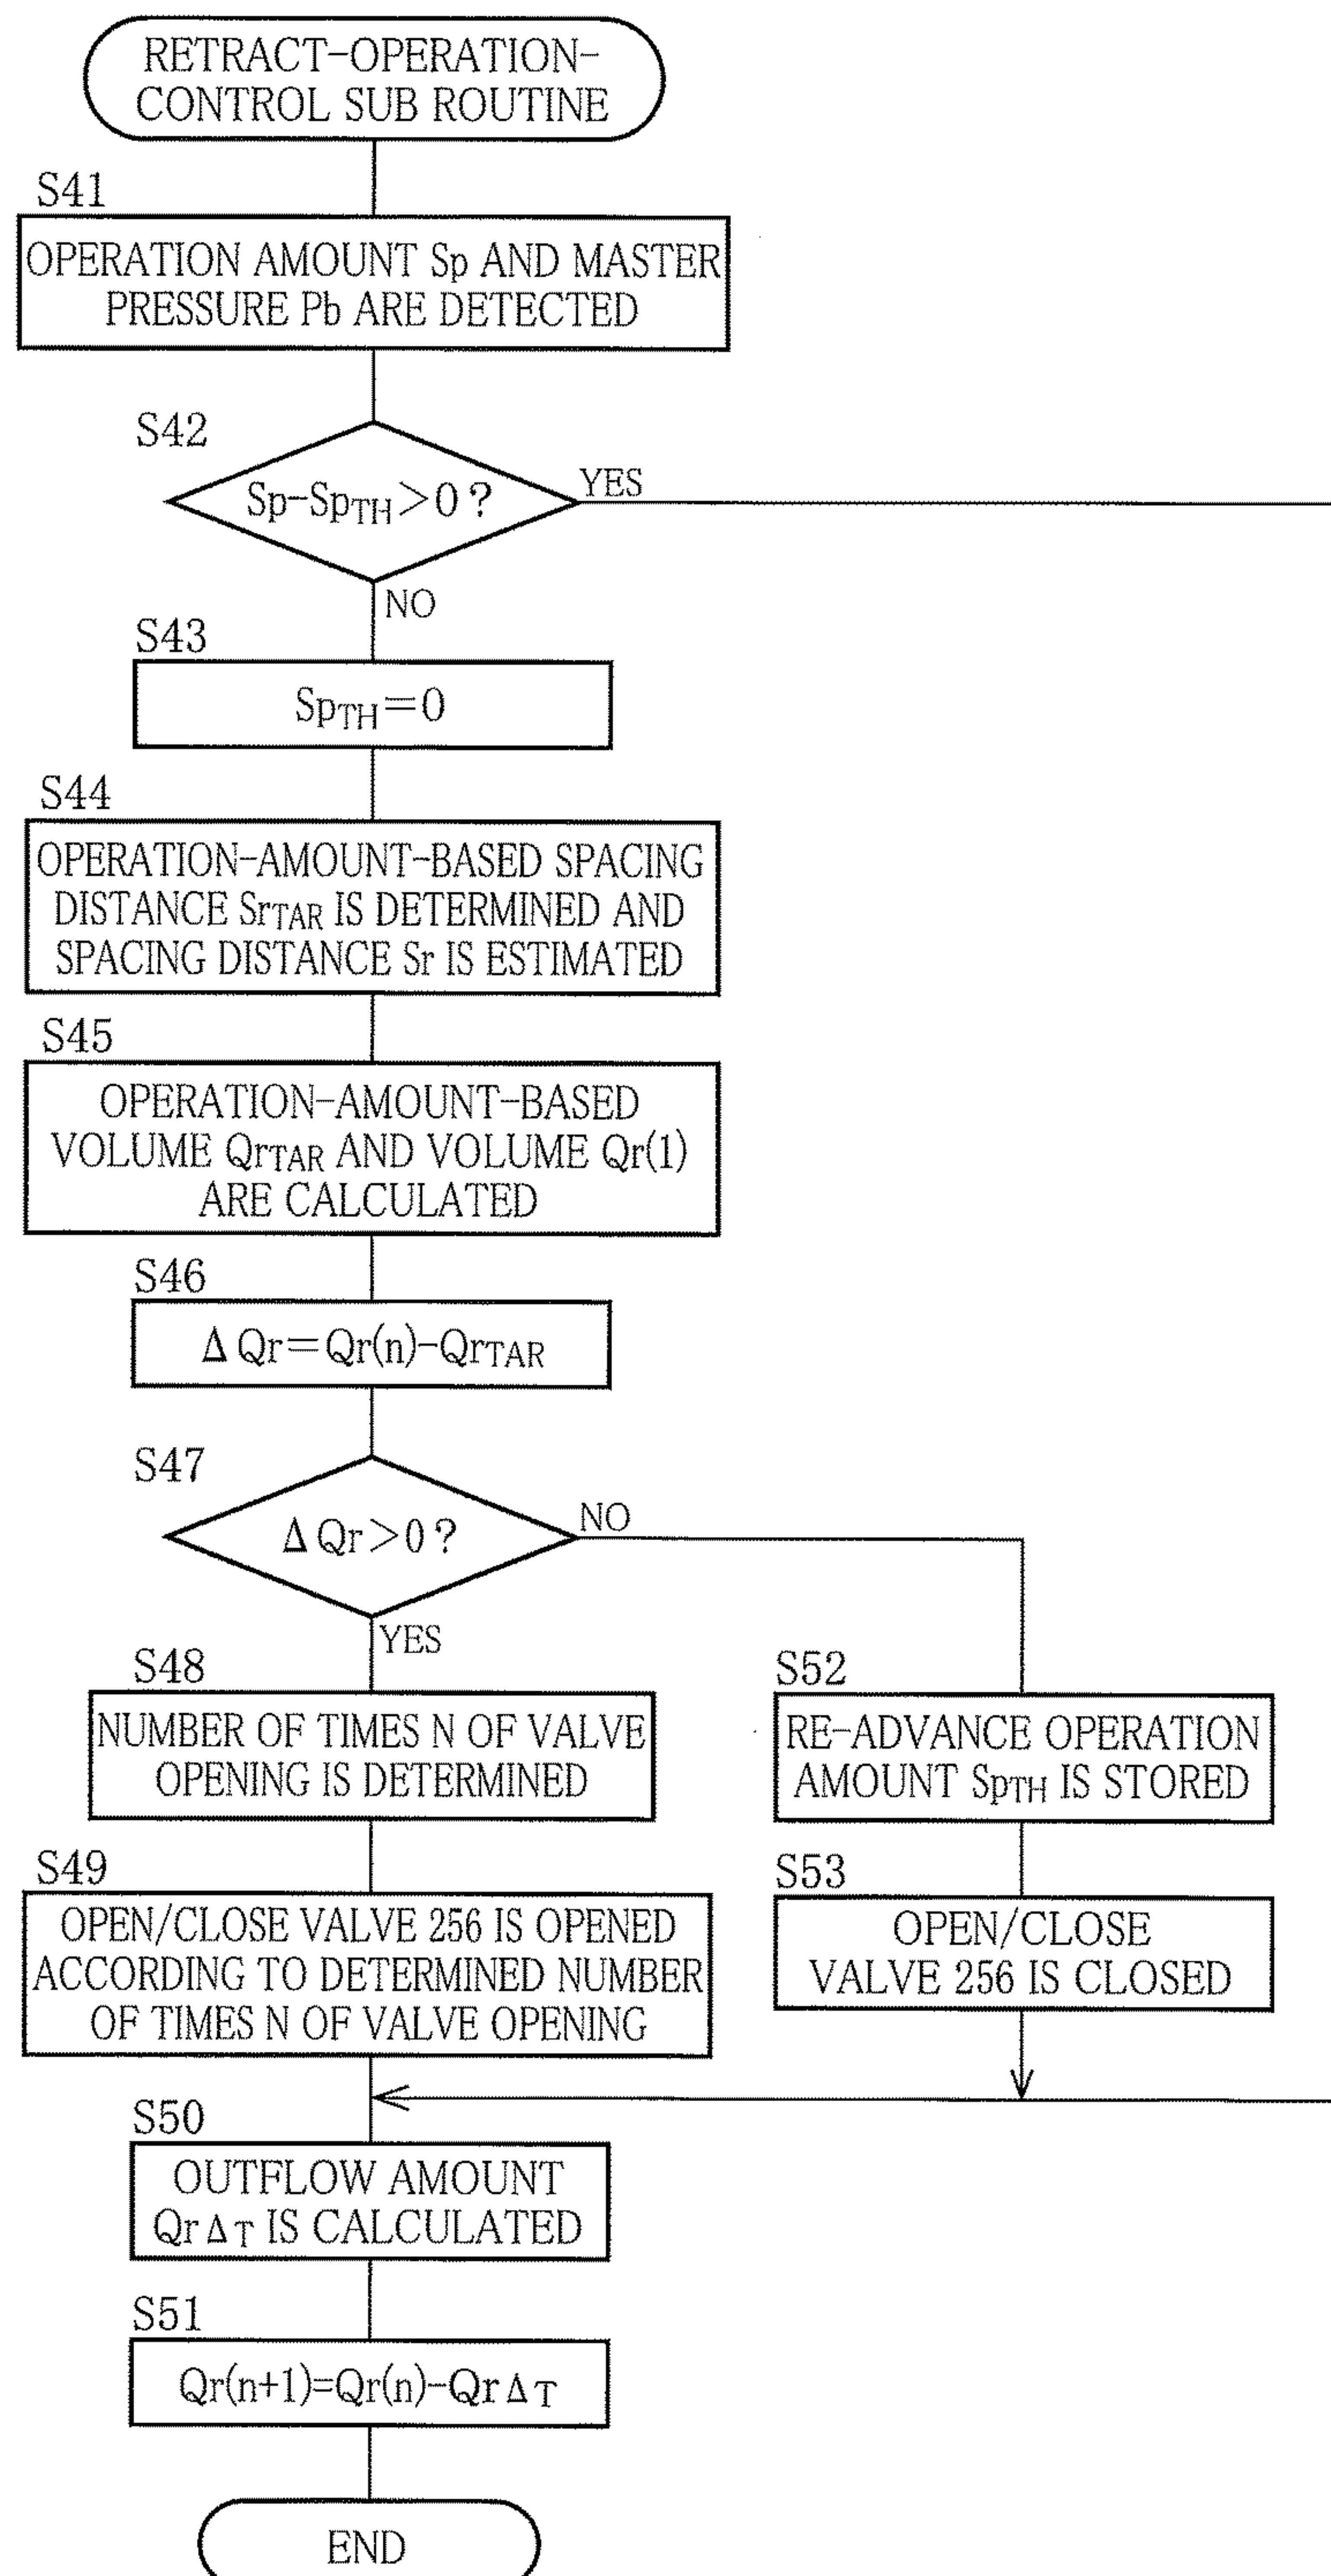 RETRACT-OPERATION-
CONTROL SUB ROUTINE
S41
OPERATION AMOUNT Sp AND MASTER
PRESSURE Pb ARE DETECTED
S42
Sp-SpTH>0?
YES
NO
S43
SpTH=0
S44
OPERATION-AMOUNT-BASED SPACING
DISTANCE SrTAR IS DETERMINED AND
SPACING DISTANCE Sr IS ESTIMATED
S45
OPERATION-AMOUNT-BASED
VOLUME QrTAR AND VOLUME Qr(1)
ARE CALCULATED
S46
ΔQr=Qr(n)-QrTAR
S47
ΔQr>0?
NO
YES
S48
NUMBER OF TIMES N OF VALVE
OPENING IS DETERMINED
S52
RE-ADVANCE OPERATION
AMOUNT SpTH IS STORED
S49
OPEN/CLOSE VALVE 256 IS OPENED
ACCORDING TO DETERMINED NUMBER
OF TIMES N OF VALVE OPENING
S53
OPEN/CLOSE
VALVE 256 IS CLOSED
S50
OUTFLOW AMOUNT
QrΔT IS CALCULATED
S51
Qr(n+1)=Qr(n)-QrΔT
END